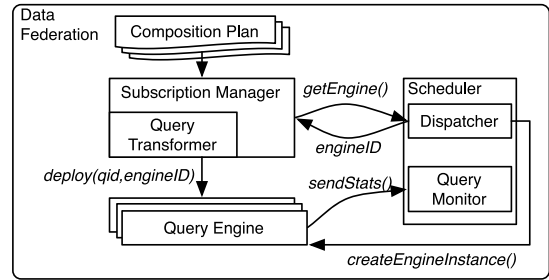 Data
Federation
Composition Plan
Subscription Manager
Query
Transformer
getEngine()
engineID
Scheduler
Dispatcher
Query
Monitor
deploy(qid,engineID)
sendStats()
Query Engine
createEngineInstance()